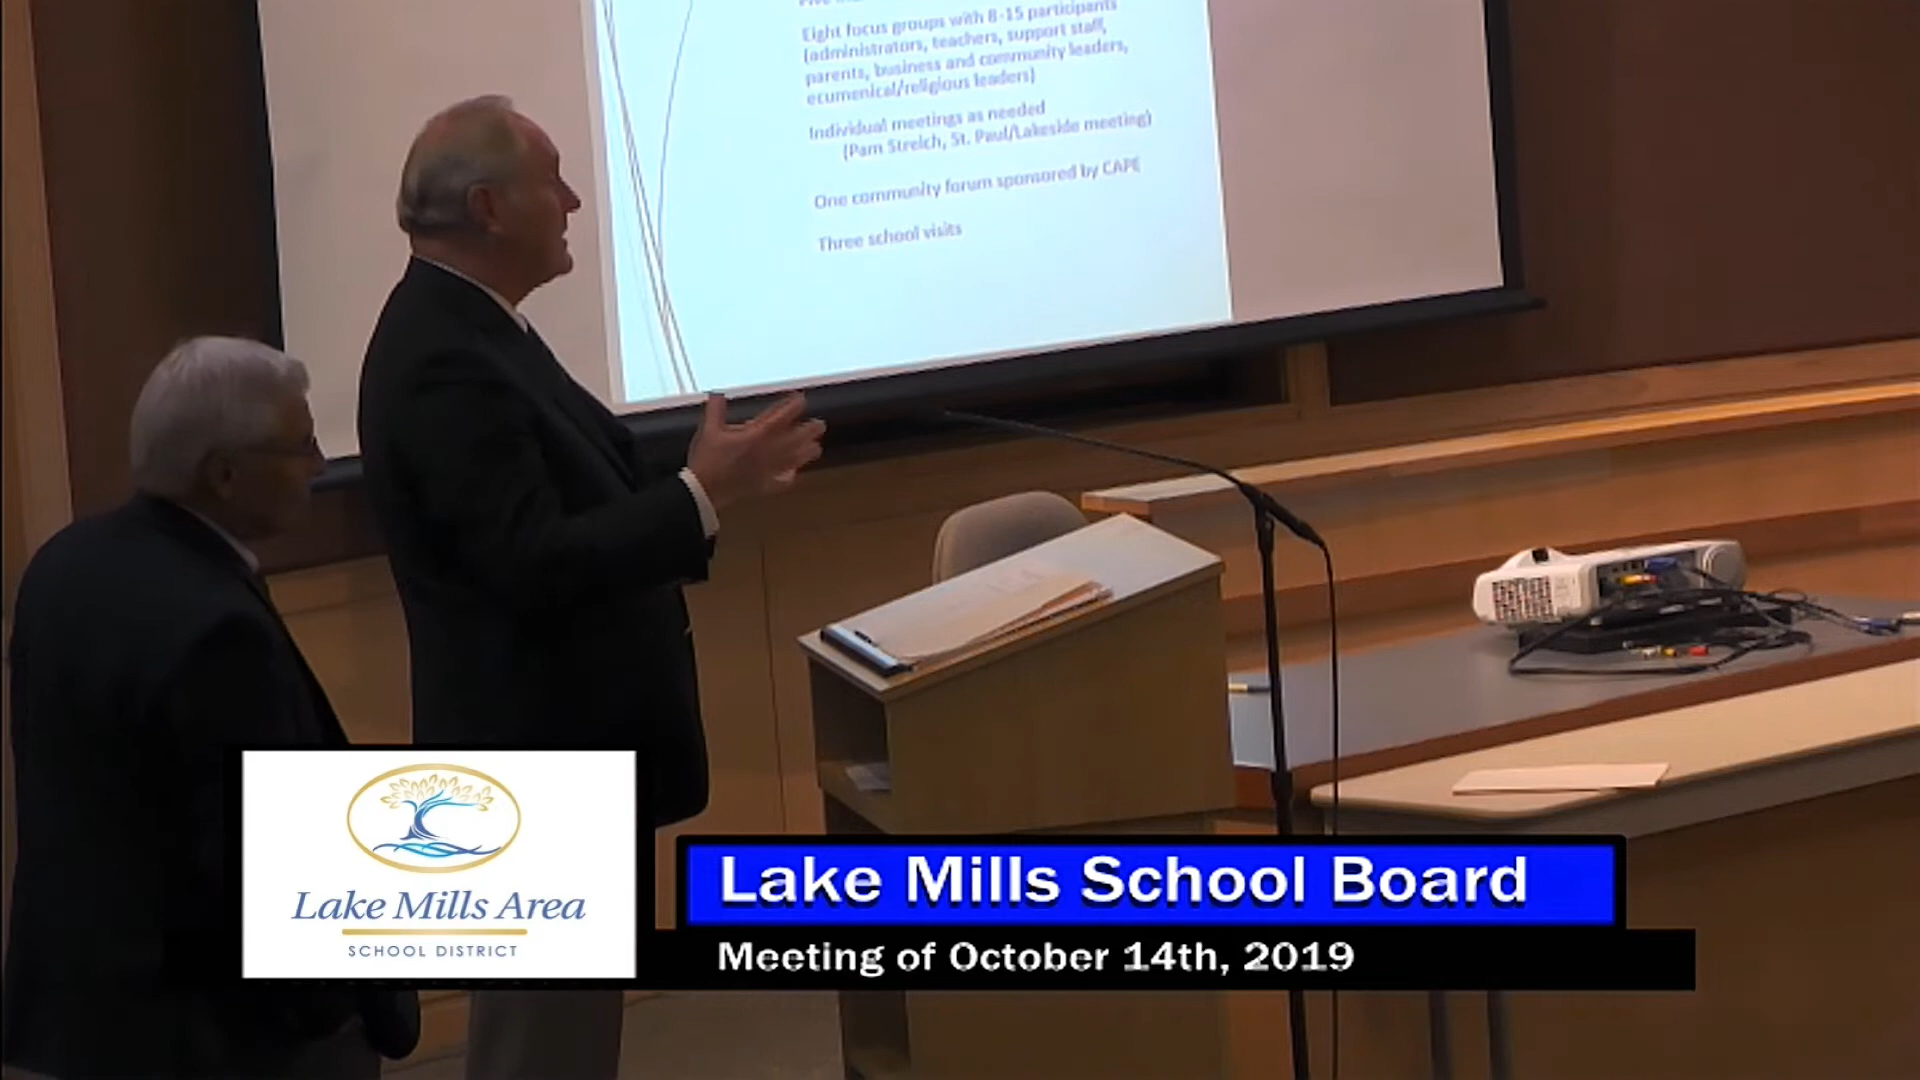 Eight focus groups with 8-15 participants
(administrators, teachers, support staff,
parents, business and community leaders,
ecumenical/religious leaders)
Individual meetings as needed
(Pam Streich, St. Paul/Lakeside meeting)
One community forum sponsored by CAPE
Three school visits
Lake Mills Area
SCHOOL DISTRICT
Lake Mills School Board
Meeting of October 14th, 2019